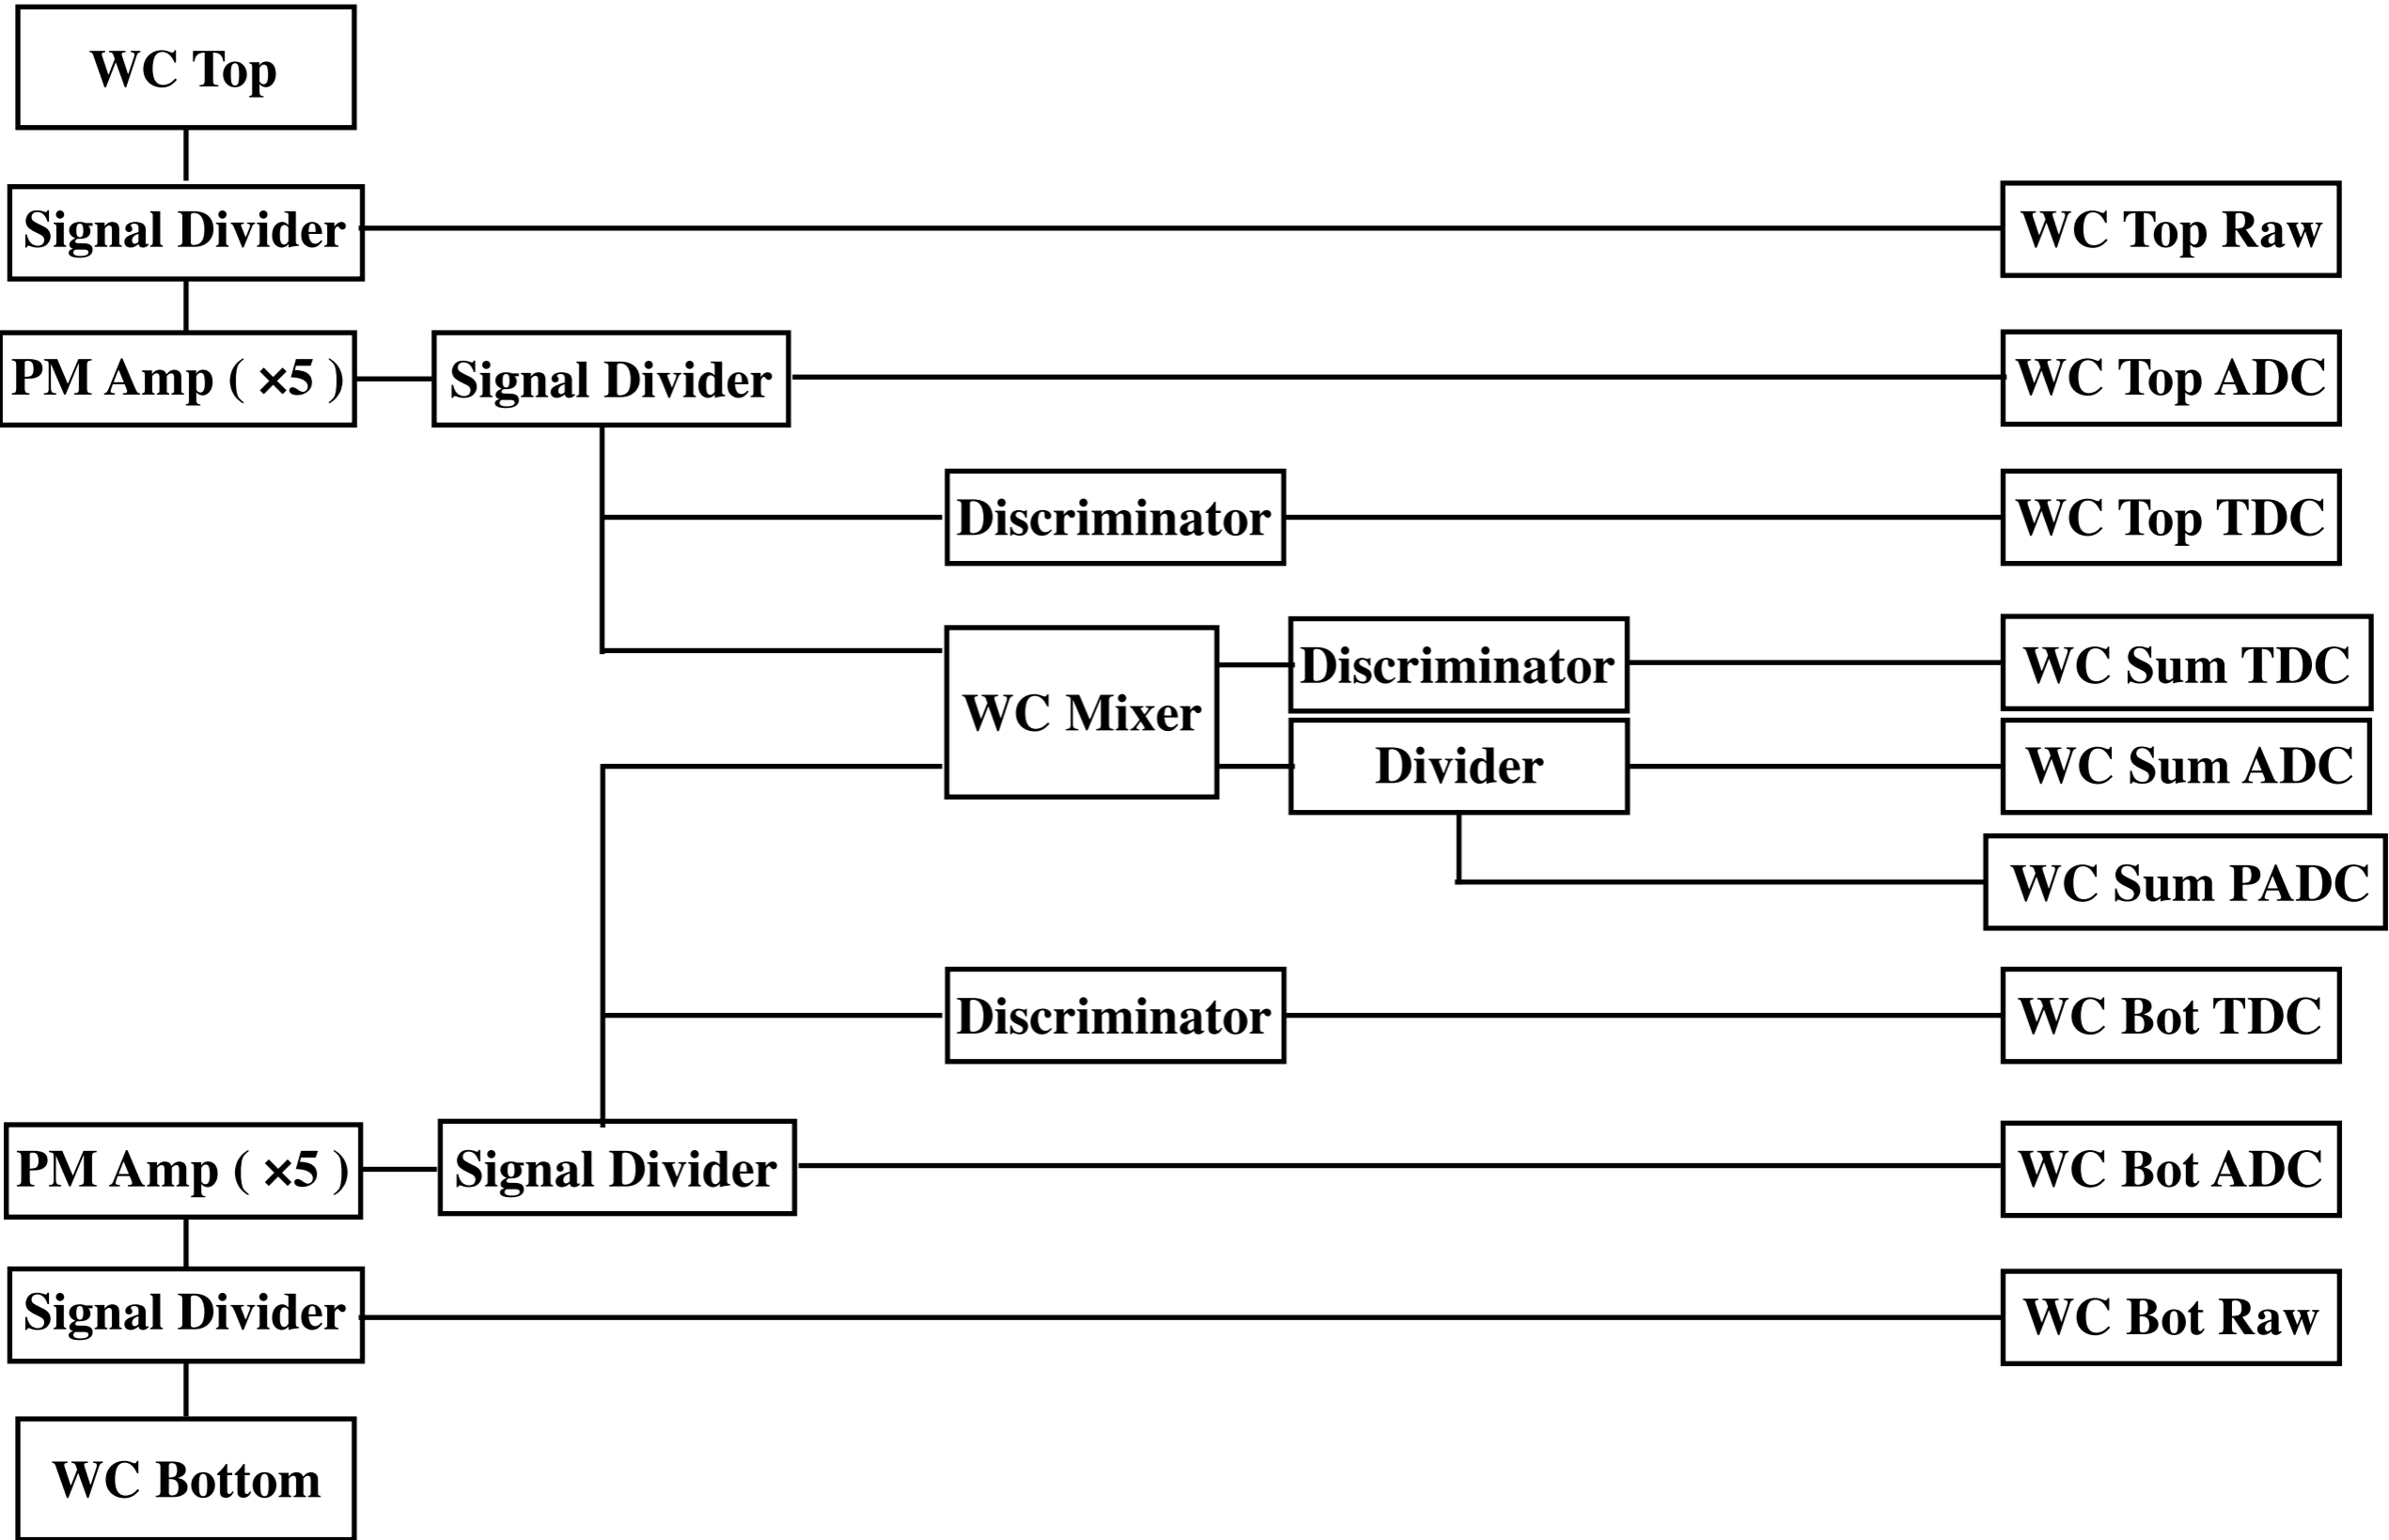 WC Top
Signal Divider
WC Top Raw
PM Amp ( ×5 )
Signal Divider
WC Top ADC
Discriminator
WC Top TDC
WC Mixer
Discriminator
WC Sum TDC
Divider
WC Sum ADC
WC Sum PADC
Discriminator
WC Bot TDC
PM Amp ( ×5 )
Signal Divider
WC Bot ADC
Signal Divider
WC Bot Raw
WC Bottom